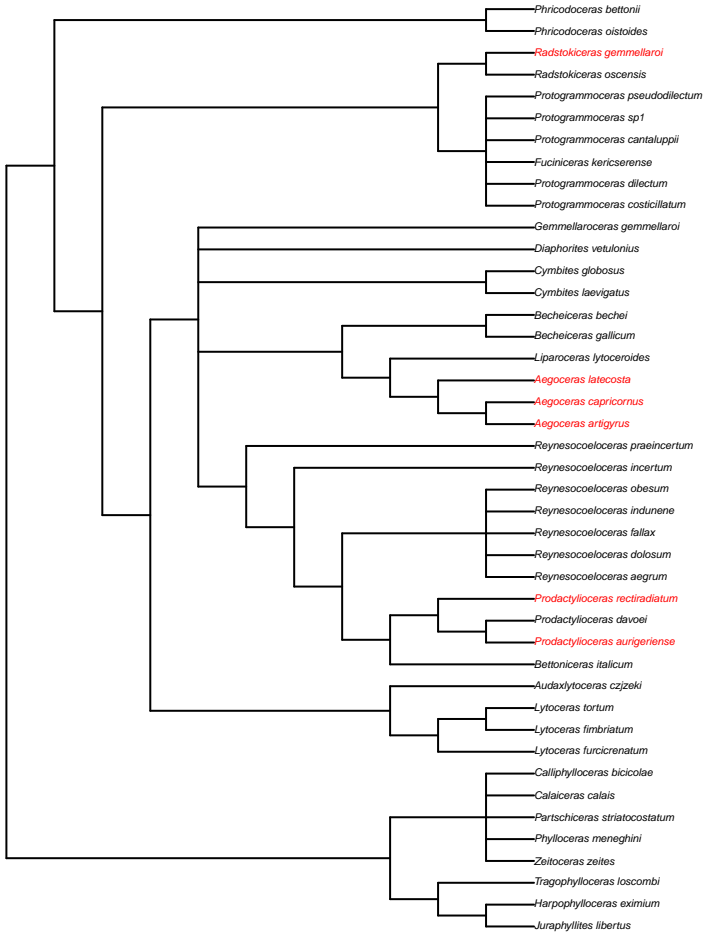 Phricodoceras bettonii
Phricodoceras oistoides
Radstokiceras gemmellaroi
Radstokiceras oscensis
Protogrammoceras pseudodilectum
Protogrammoceras sp1
Protogrammoceras cantaluppii
Fuciniceras kericserense
Protogrammoceras dilectum
Protogrammoceras costicillatum
Gemmellaroceras gemmellaroi
Diaphorites vetulonius
Cymbites globosus
Cymbites laevigatus
Becheiceras bechei
Becheiceras gallicum
Liparoceras lytoceroides
Aegoceras latecosta
Aegoceras capricornus
Aegoceras artigyrus
Reynesocoeloceras praeincertum
Reynesocoeloceras incertum
Reynesocoeloceras obesum
Reynesocoeloceras indunene
Reynesocoeloceras fallax
Reynesocoeloceras dolosum
Reynesocoeloceras aegrum
Prodactylioceras rectiradiatum
Prodactylioceras davoei
Prodactylioceras aurigeriense
Bettoniceras italicum
Audaxlytoceras czjzeki
Lytoceras tortum
Lytoceras fimbriatum
Lytoceras furcicrenatum
Calliphylloceras bicicolae
Calaiceras calais
Partschiceras striatocostatum
Phylloceras meneghini
Zeitoceras zeites
Tragophylloceras loscombi
Harpophylloceras eximium
Juraphyllites libertus